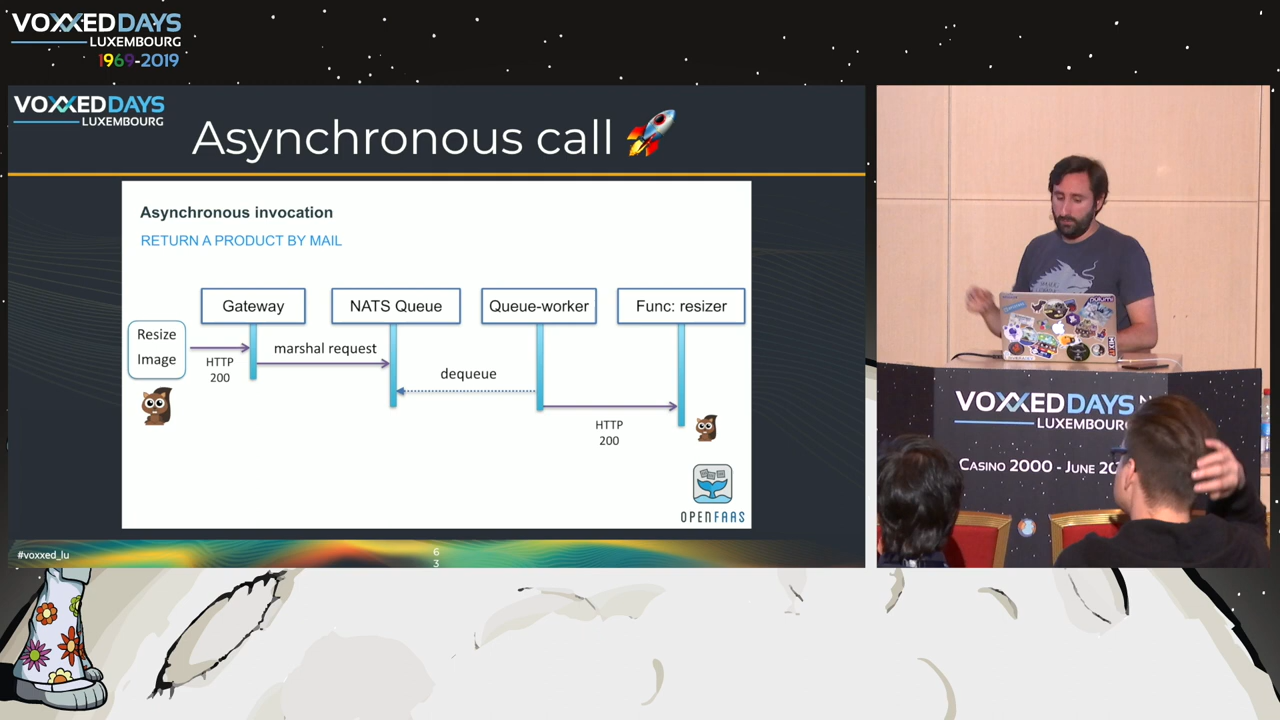 VOXXED DAYS
LUXEMBOURG
1969-2019
VOXXED DAYS
LUXEMBOURG
Asynchronous call
Asynchronous invocation
RETURN A PRODUCT BY MAIL
Gateway
NATS Queue
Queue-worker
Func: resizer
Resize
Image
HTTP
200
marshal request
dequeue
HTTP
200
OPENFAAS
#voxxed_lu
6
3
VOXXED DAYS
LUXEMBOURG
CASINO 2000 - JUNE 20
pulumi